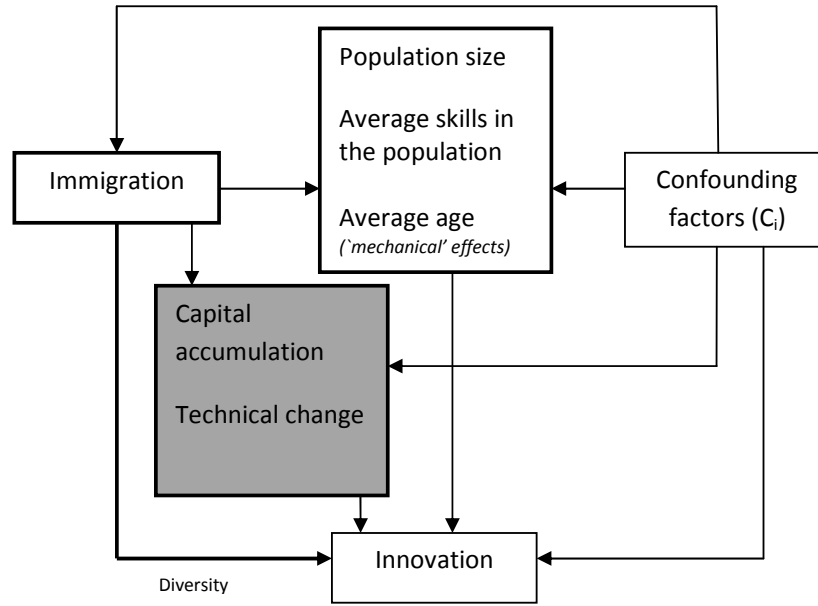 Population size
Average skills in
the population
Average age
(`mechanical' effects)
Immigration
Confounding
factors (Cᵢ)
Capital
accumulation
Technical change
Innovation
Diversity